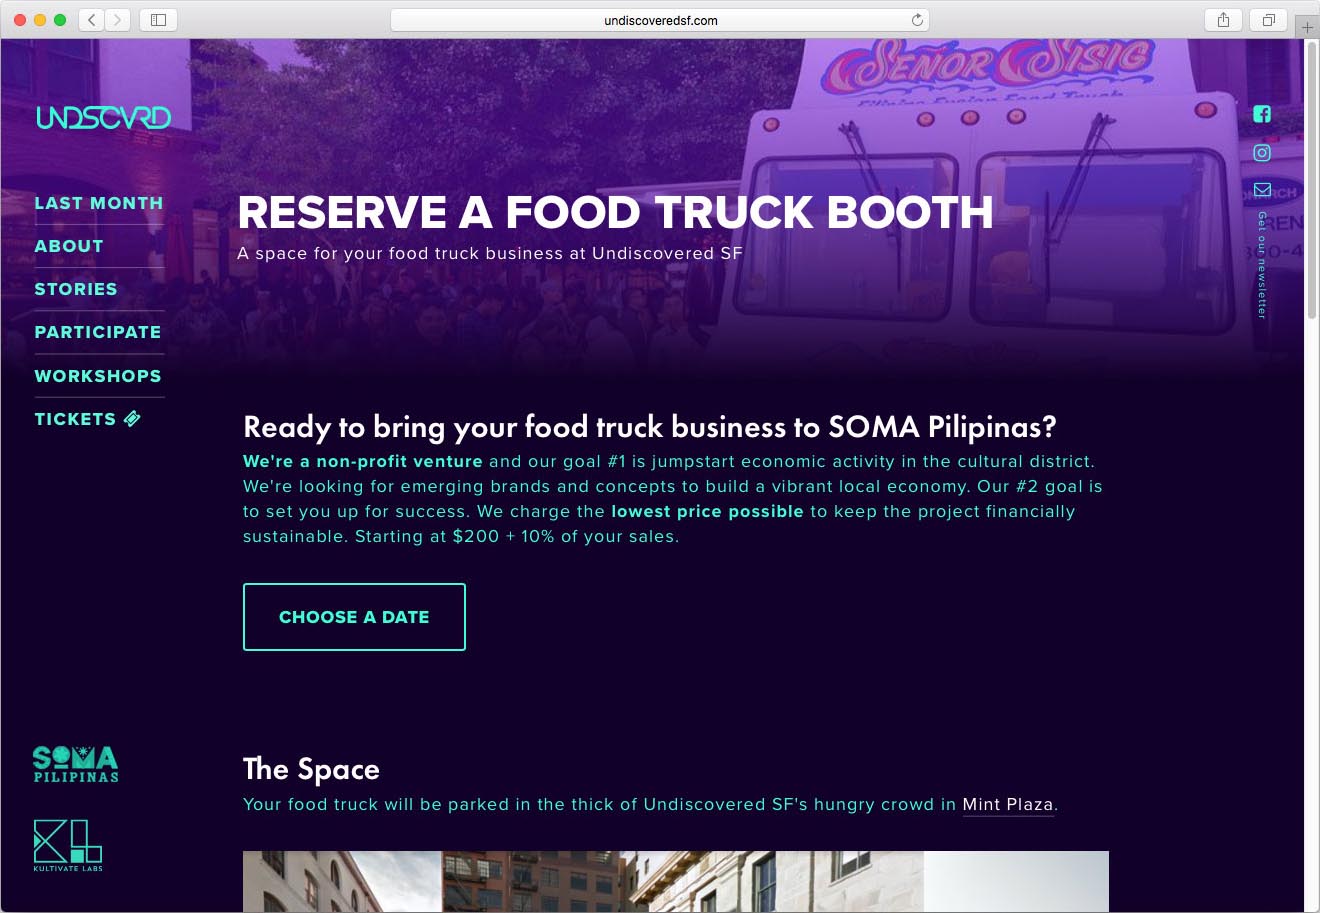 undiscoveredsf.com
SEÑOR SISIG
Filipino Fusion Food Truck
UNDSCVRD
LAST MONTH
ABOUT
STORIES
PARTICIPATE
WORKSHOPS
TICKETS
RESERVE A FOOD TRUCK BOOTH
A space for your food truck business at Undiscovered SF
Get our newsletter
Ready to bring your food truck business to SOMA Pilipinas?
We're a non-profit venture and our goal #1 is jumpstart economic activity in the cultural district.
We're looking for emerging brands and concepts to build a vibrant local economy. Our #2 goal is
to set you up for success. We charge the lowest price possible to keep the project financially
sustainable. Starting at $200 + 10% of your sales.
CHOOSE A DATE
The Space
Your food truck will be parked in the thick of Undiscovered SF's hungry crowd in Mint Plaza.
SOMA
PILIPINAS
KL
KULTIVATE LABS